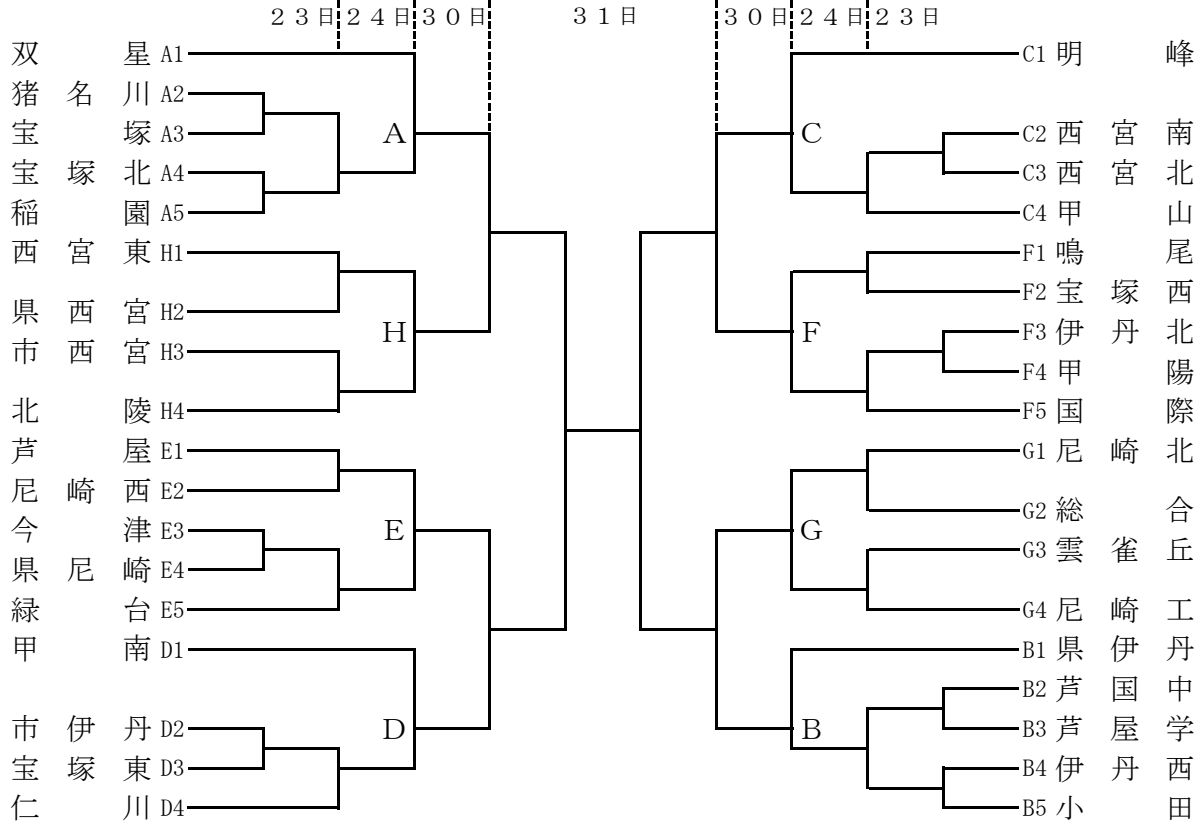 23日 24日 30日 31日 30日 24日 23日
双星 A1
猪名川 A2
宝塚 A3
宝塚北 A4
稲園 A5
西宮東 H1
県西宮 H2
市西宮 H3
北陵 H4
芦屋 E1
尼崎西 E2
今津 E3
県尼崎 E4
緑台 E5
甲南 D1
市伊丹 D2
宝塚東 D3
仁川 D4
A
H
E
D
C
F
G
B
C1 明峰
C2 西宮南
C3 西宮北
C4 甲山
F1 鳴尾
F2 宝塚西
F3 伊丹北
F4 甲陽
F5 国際
G1 尼崎北
G2 総合
G3 雲雀丘
G4 尼崎工
B1 県伊丹
B2 芦国中
B3 芦屋学
B4 伊丹西
B5 小田